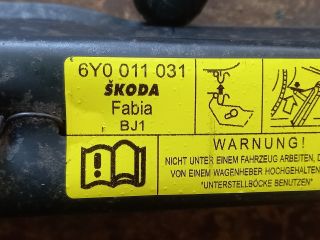 6Y0 011 031
ŠKODA
Fabia
BJ1
WARNUNG!
NICHT UNTER EINEM FAHRZEUG ARBEITEN, D
VON EINEM WAGENHEBER HOCHGEHALTEN
"UNTERSTELLBÖCKE BENUTZEN"